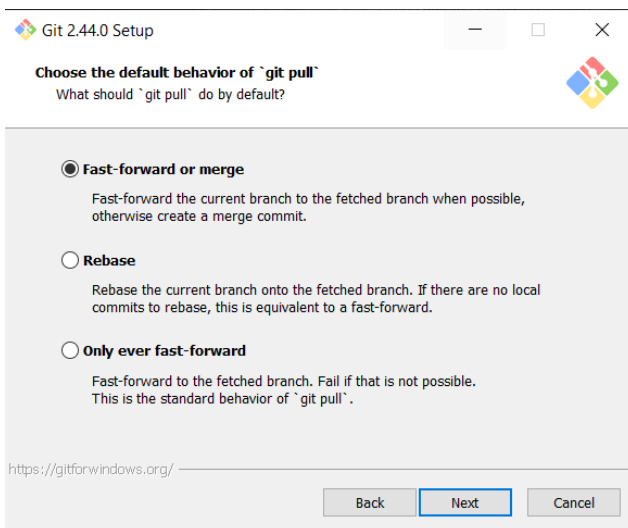 Git 2.44.0 Setup
Choose the default behavior of `git pull`
What should `git pull` do by default?
Fast-forward or merge
Fast-forward the current branch to the fetched branch when possible,
otherwise create a merge commit.
Rebase
Rebase the current branch onto the fetched branch. If there are no local
commits to rebase, this is equivalent to a fast-forward.
Only ever fast-forward
Fast-forward to the fetched branch. Fail if that is not possible.
This is the standard behavior of `git pull`.
https://gitforwindows.org/
Back Next Cancel